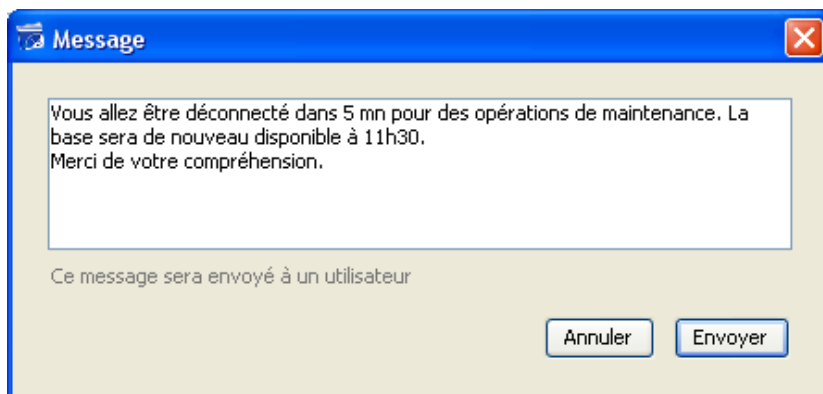 Message
Vous allez être déconnecté dans 5 mn pour des opérations de maintenance. La
base sera de nouveau disponible à 11h30.
Merci de votre compréhension.
Ce message sera envoyé à un utilisateur
Annuler Envoyer